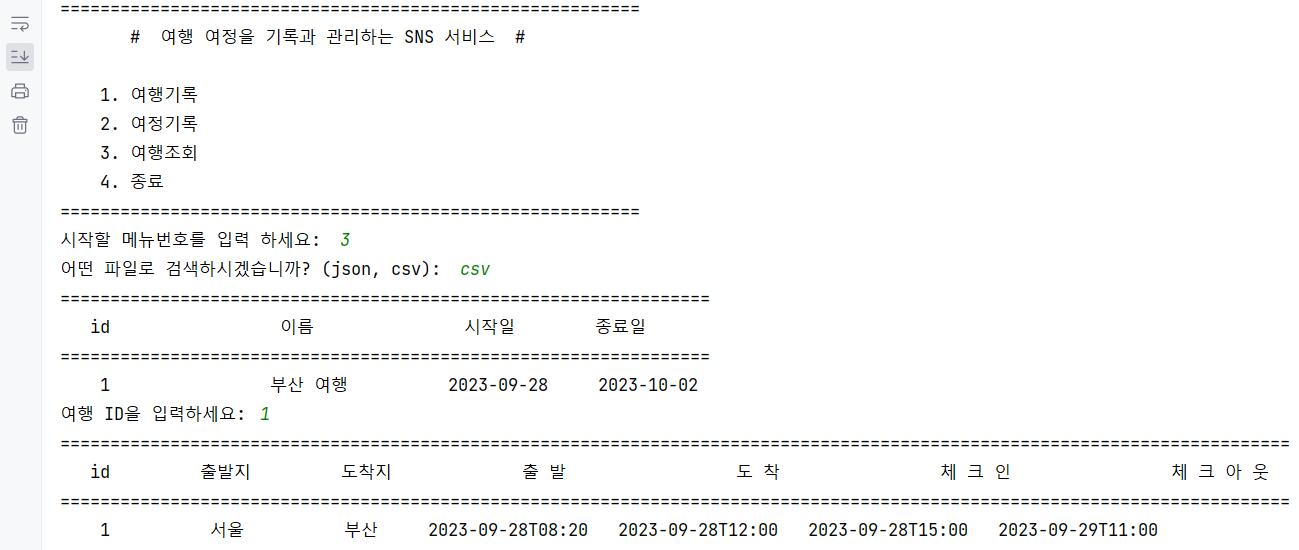 ==========================================================
# 여행 여정을 기록과 관리하는 SNS 서비스 #
1. 여행기록
2. 여정기록
3. 여행조회
4. 종료
==========================================================
시작할 메뉴번호를 입력 하세요: 3
어떤 파일로 검색하시겠습니까? (json, csv): csv
=================================================================
id 이름 시작일 종료일
=================================================================
1 부산 여행 2023-09-28 2023-10-02
여행 ID을 입력하세요: 1
===========================================================================================================================
id 출발지 도착지 출 발 도 착 체 크 인 체 크 아 웃
===========================================================================================================================
1 서울 부산 2023-09-28T08:20 2023-09-28T12:00 2023-09-28T15:00 2023-09-29T11:00